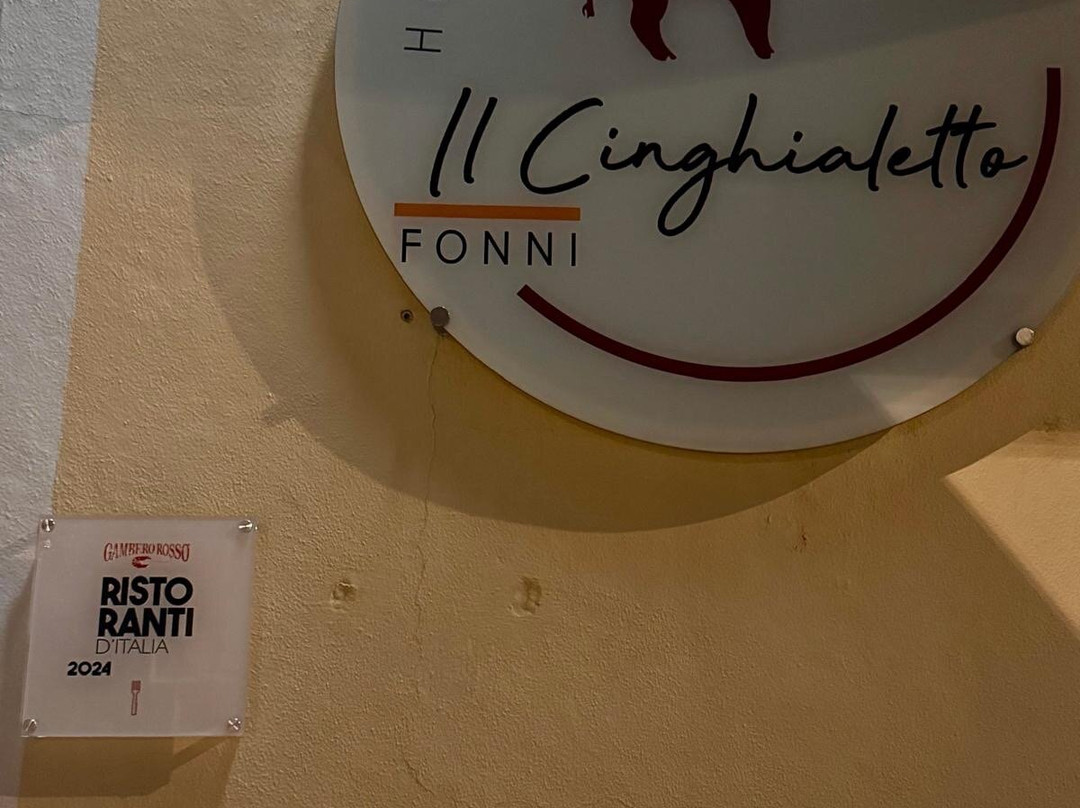 H
Il Cinghialetto
FONNI
GAMBERO ROSSO
RISTO
RANTI
D'ITALIA
2024